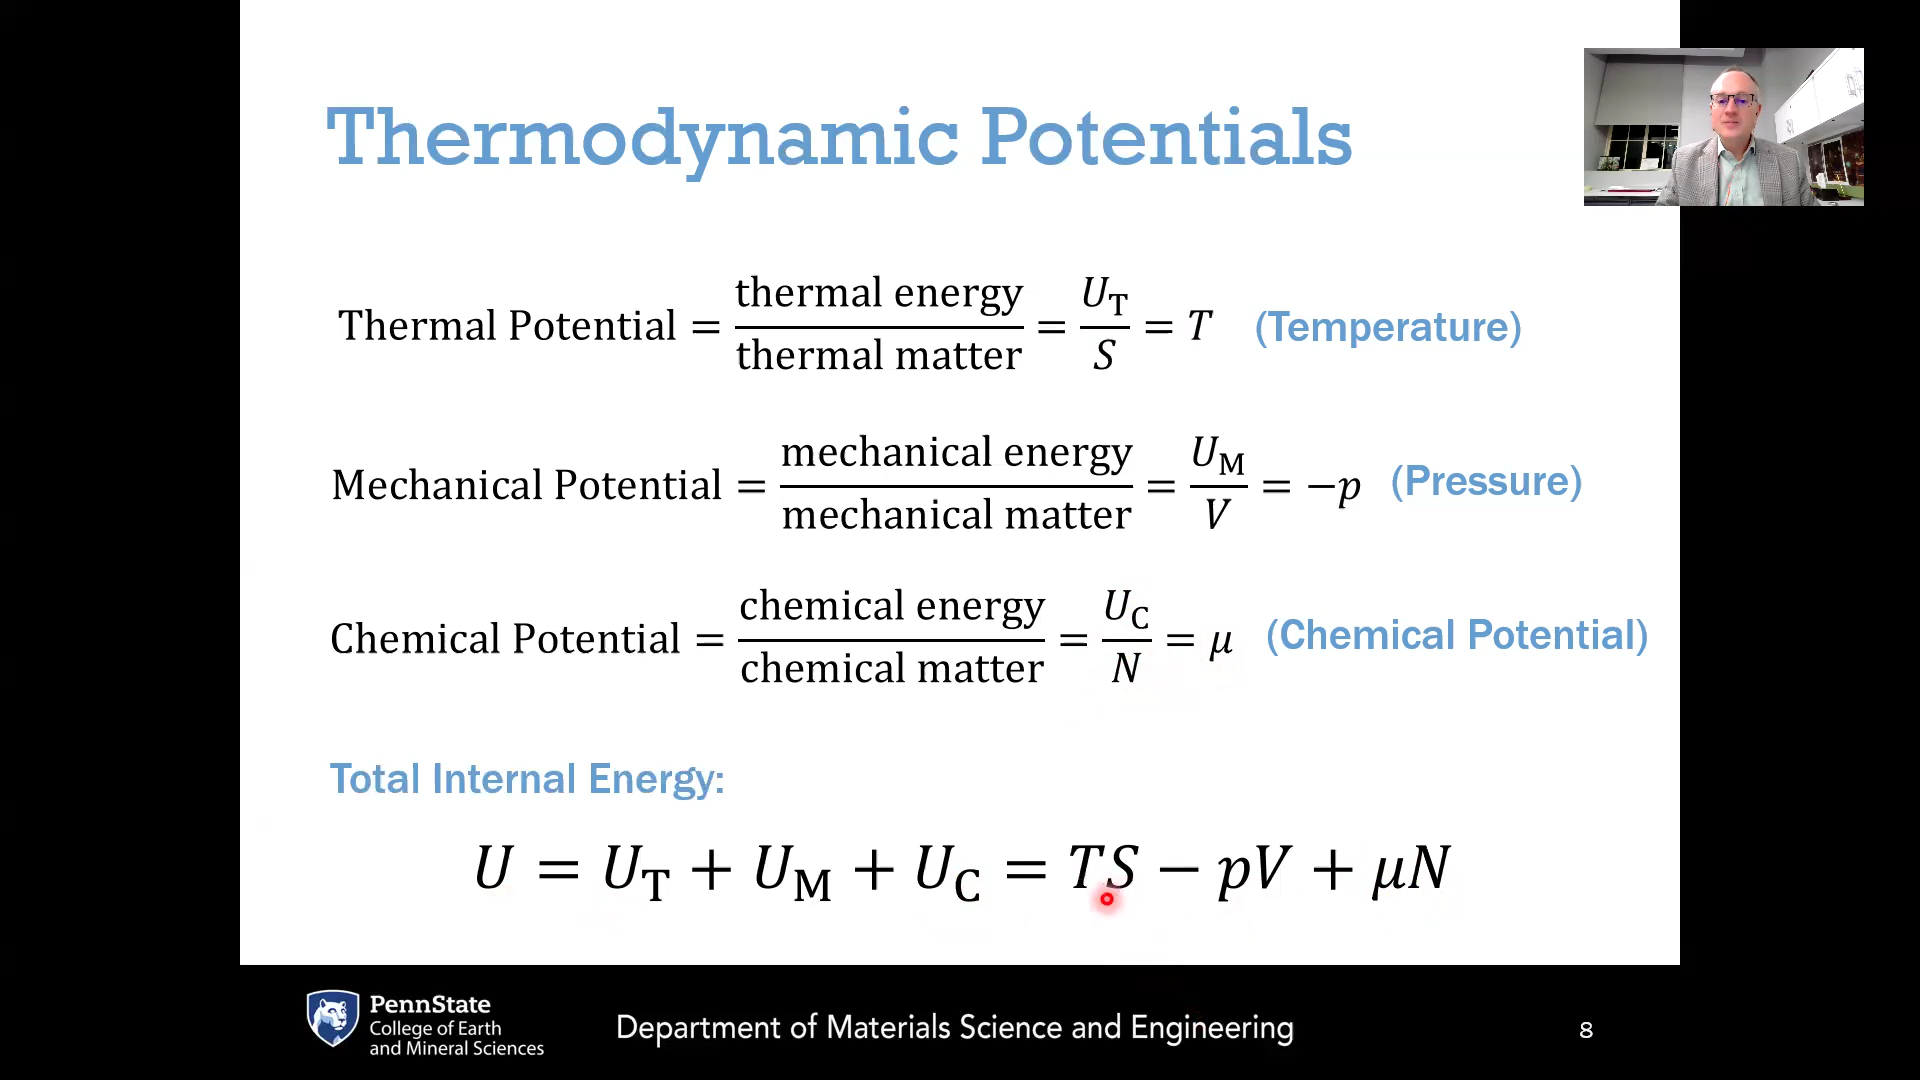 Thermodynamic Potentials
Thermal Potential = thermal energy / thermal matter = U_T / S = T (Temperature)
Mechanical Potential = mechanical energy / mechanical matter = U_M / V = −p (Pressure)
Chemical Potential = chemical energy / chemical matter = U_C / N = μ (Chemical Potential)
Total Internal Energy:
U = U_T + U_M + U_C = TS − pV + μN
PennState
College of Earth
and Mineral Sciences
Department of Materials Science and Engineering
8